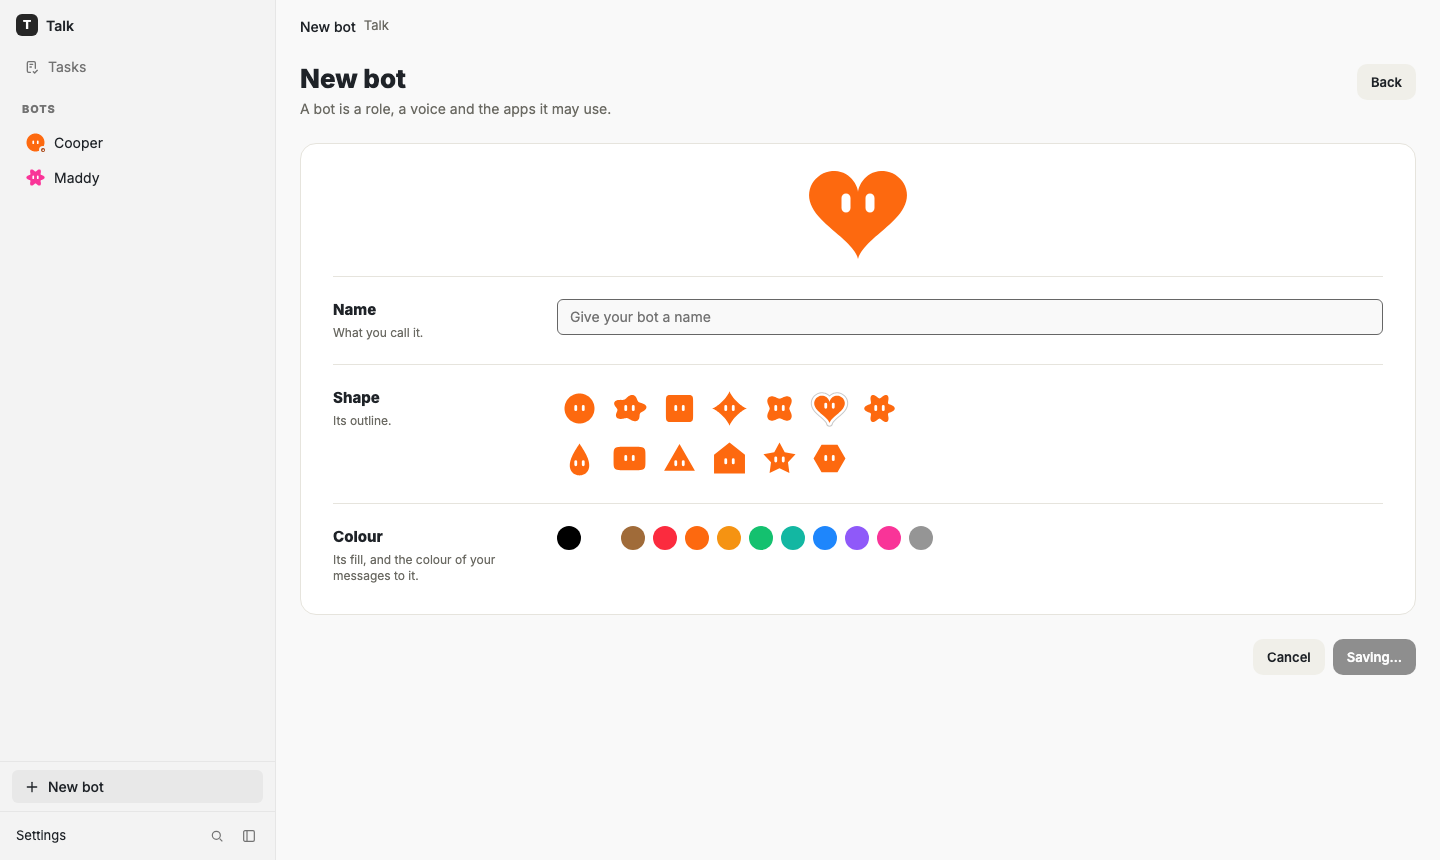 T Talk
Tasks
BOTS
Cooper
Maddy
New bot
Settings
New bot Talk
New bot
A bot is a role, a voice and the apps it may use.
Back
Name
What you call it.
Give your bot a name
Shape
Its outline.
Colour
Its fill, and the colour of your
messages to it.
Cancel
Saving...